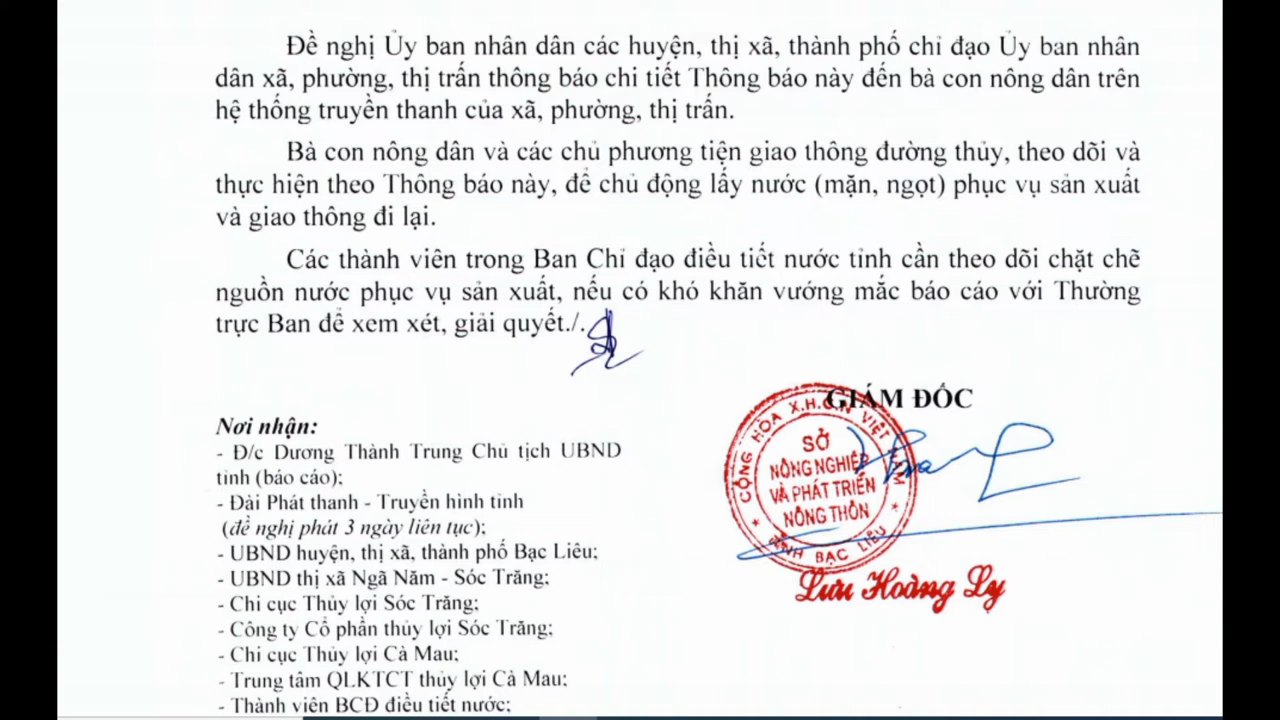 Đề nghị Ủy ban nhân dân các huyện, thị xã, thành phố chỉ đạo Ủy ban nhân
dân xã, phường, thị trấn thông báo chi tiết Thông báo này đến bà con nông dân trên
hệ thống truyền thanh của xã, phường, thị trấn.
Bà con nông dân và các chủ phương tiện giao thông đường thủy, theo dõi và
thực hiện theo Thông báo này, để chủ động lấy nước (mặn, ngọt) phục vụ sản xuất
và giao thông đi lại.
Các thành viên trong Ban Chỉ đạo điều tiết nước tỉnh cần theo dõi chặt chẽ
nguồn nước phục vụ sản xuất, nếu có khó khăn vướng mắc báo cáo với Thường
trực Ban để xem xét, giải quyết./.
Nơi nhận:
- Đ/c Dương Thành Trung Chủ tịch UBND
tỉnh (báo cáo);
- Đài Phát thanh - Truyền hình tỉnh
(đề nghị phát 3 ngày liên tục);
- UBND huyện, thị xã, thành phố Bạc Liêu;
- UBND thị xã Ngã Năm - Sóc Trăng;
- Chi cục Thủy lợi Sóc Trăng;
- Công ty Cổ phần thủy lợi Sóc Trăng;
- Chi cục Thủy lợi Cà Mau;
- Trung tâm QLKTCT thủy lợi Cà Mau;
- Thành viên BCĐ điều tiết nước;
GIÁM ĐỐC
CỘNG HÒA X.H.C.N VIỆT NAM
SỞ
NÔNG NGHIỆP
VÀ PHÁT TRIỂN
NÔNG THÔN
TỈNH BẠC LIÊU
Lưu Hoàng Ly